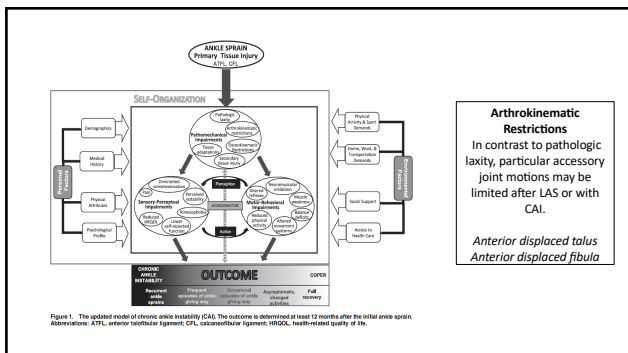 ANKLE SPRAIN
Primary Tissue Injury
ATFL, CFL
SELF-ORGANIZATION
Personal Factors
Demographics
Medical
History
Physical
Attributes
Psychological
Profile
Pathologic
laxity
Arthrokinematic
restrictions
Pathomechanical
Impairments
Osteokinematic
Restrictions
Tissue
adaptations
Secondary
tissue injury
Diminished
somatosensation
Pain
Perceived
instability
Sensory-Perceptual
Impairments
Kinesiophobia
Reduced
HRQOL
Lower
self-reported
function
Perception
Action
Neuromuscular
inhibition
Altered
reflexes
Muscle
weakness
Motor-Behavioral
Impairments
Balance
deficits
Reduced
physical
activity
Altered
movement
patterns
Physical
Activity & Sport
Demands
Home, Work, &
Transportation
Demands
Social Support
Access to
Health Care
Environmental Factors
CHRONIC
ANKLE
INSTABILITY
OUTCOME
COPER
Recurrent
ankle
sprains
Frequent
episodes of ankle
giving way
Occasional
episodes of ankle
giving way
Asymptomatic,
changed
activities
Full
recovery
Figure 1. The updated model of chronic ankle instability (CAI). The outcome is determined at least 12 months after the initial ankle sprain.
Abbreviations: ATFL, anterior talofibular ligament; CFL, calcaneofibular ligament; HRQOL, health-related quality of life.
Arthrokinematic
Restrictions
In contrast to pathologic
laxity, particular accessory
joint motions may be
limited after LAS or with
CAI.
Anterior displaced talus
Anterior displaced fibula